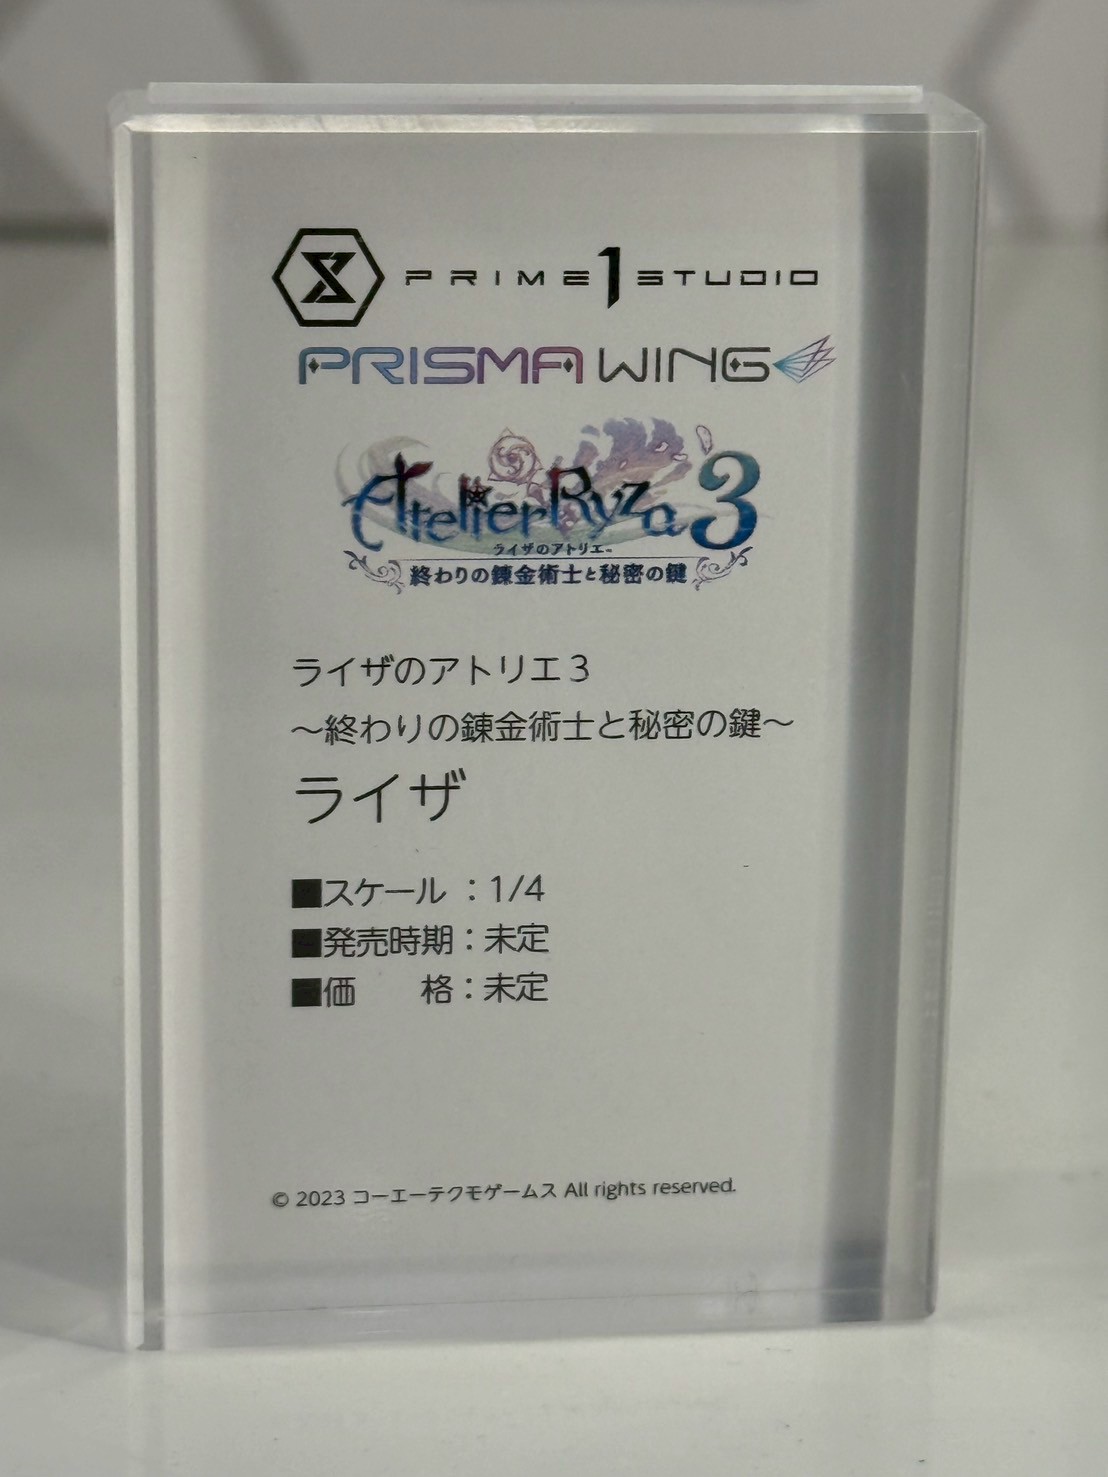 PRIME 1 STUDIO
PRISMA WING
Atelier Ryza 3
ライザのアトリエ3
終わりの錬金術士と秘密の鍵
ライザのアトリエ3
～終わりの錬金術士と秘密の鍵～
ライザ
■スケール：1/4
■発売時期：未定
■価　　格：未定
© 2023 コーエーテクモゲームス All rights reserved.